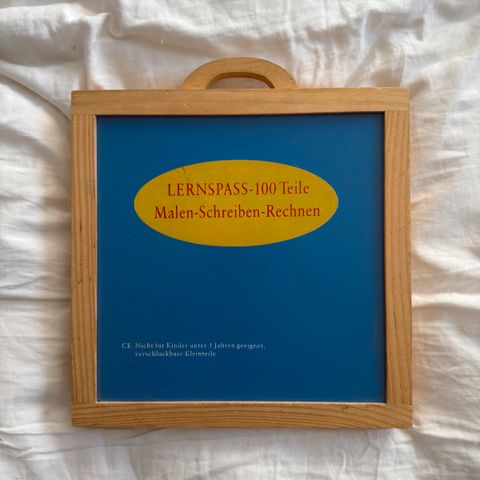 LERNSPASS-100 Teile
Malen-Schreiben-Rechnen
CE Nicht für Kinder unter 3 Jahren geeignet,
verschluckbare Kleinteile